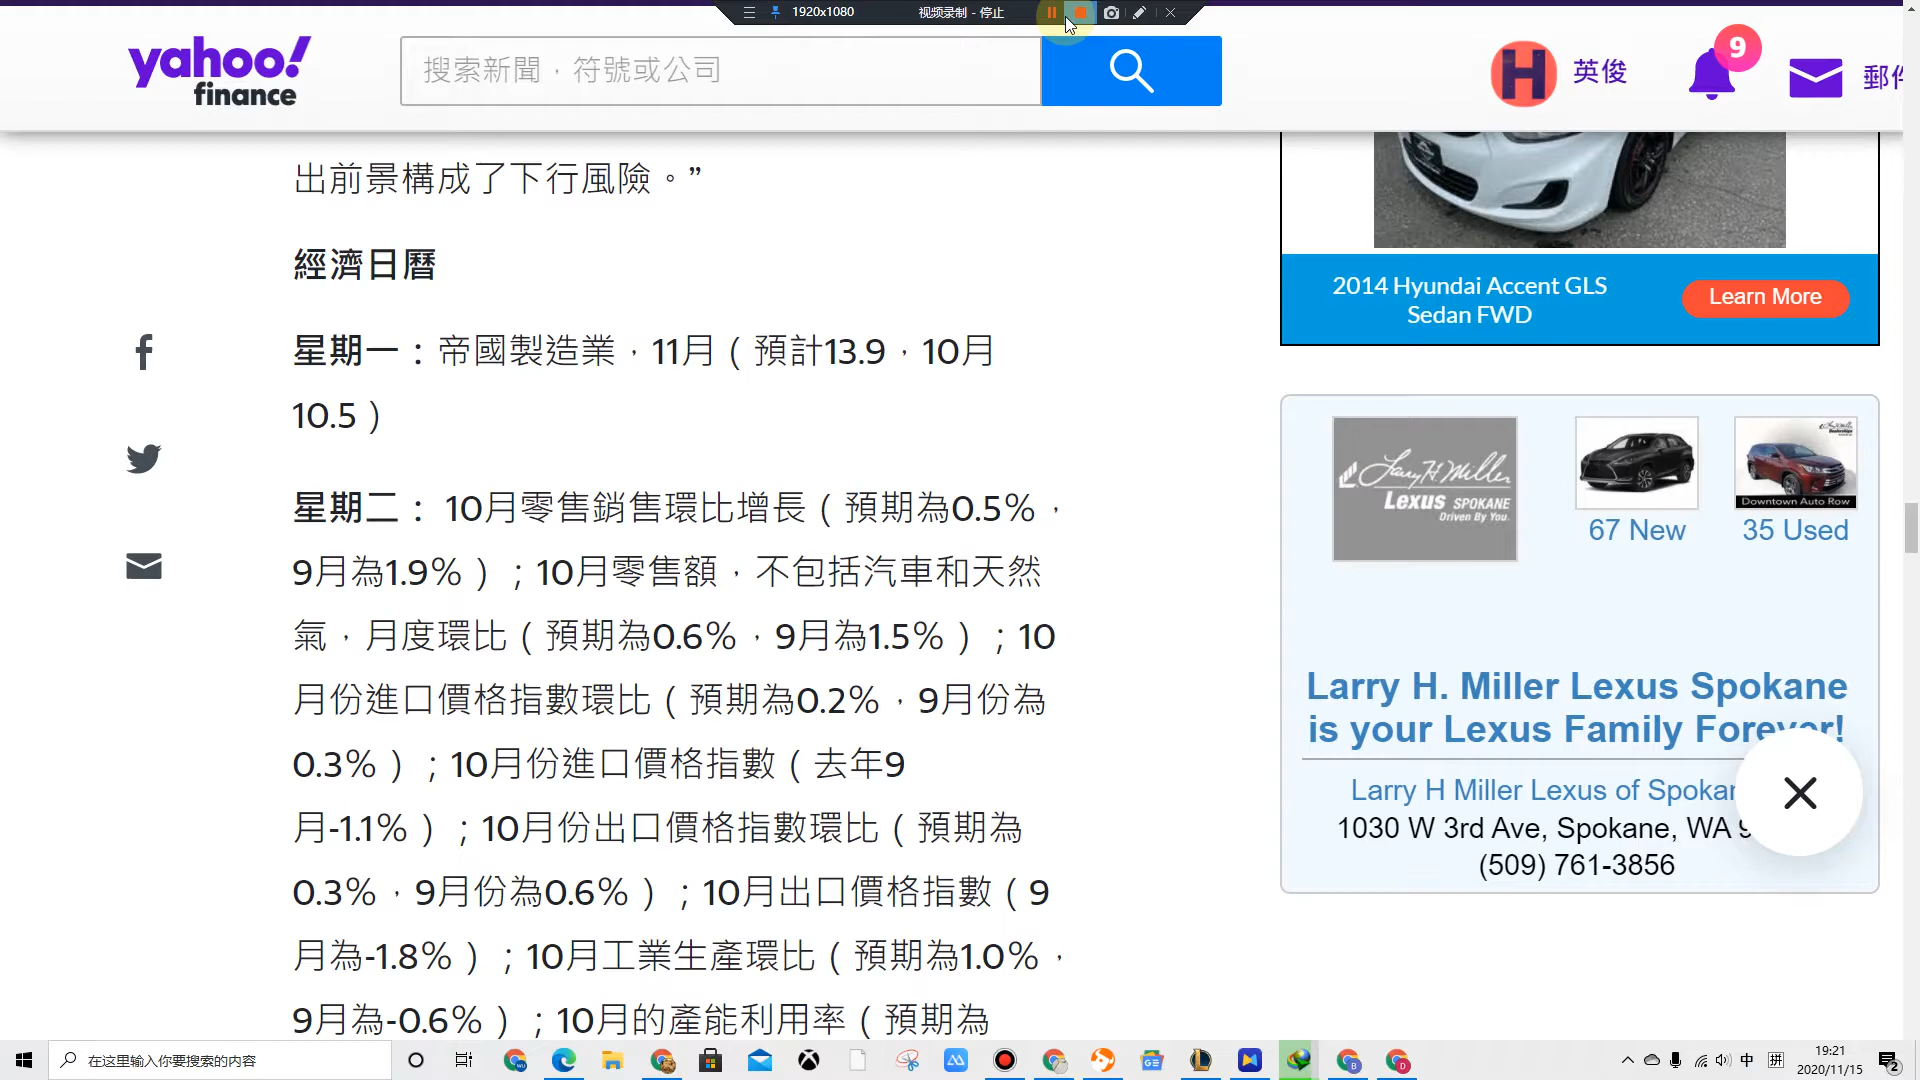 1920x1080
视频录制 - 停止
yahoo!
finance
搜索新聞，符號或公司
H
英俊
9
出前景構成了下行風險。”
經濟日曆
星期一：帝國製造業，11月（預計13.9，10月
10.5）
星期二： 10月零售銷售環比增長（預期為0.5％，
9月為1.9％）；10月零售額，不包括汽車和天然
氣，月度環比（預期為0.6％，9月為1.5％）；10
月份進口價格指數環比（預期為0.2％，9月份為
0.3％）；10月份進口價格指數（去年9
月-1.1％）；10月份出口價格指數環比（預期為
0.3％，9月份為0.6％）；10月出口價格指數（9
月為-1.8％）；10月工業生產環比（預期為1.0％，
9月為-0.6％）；10月的產能利用率（預期為
2014 Hyundai Accent GLS
Sedan FWD
Learn More
Larry H. Miller
Lexus SPOKANE
Driven By You.
67 New
Downtown Auto Row
35 Used
Larry H. Miller Lexus Spokane
is your Lexus Family Forever!
Larry H Miller Lexus of
1030 W 3rd Ave, Spokane, WA
(509) 761-3856
在这里输入你要搜索的内容
中
拼
19:21
2020/11/15
2